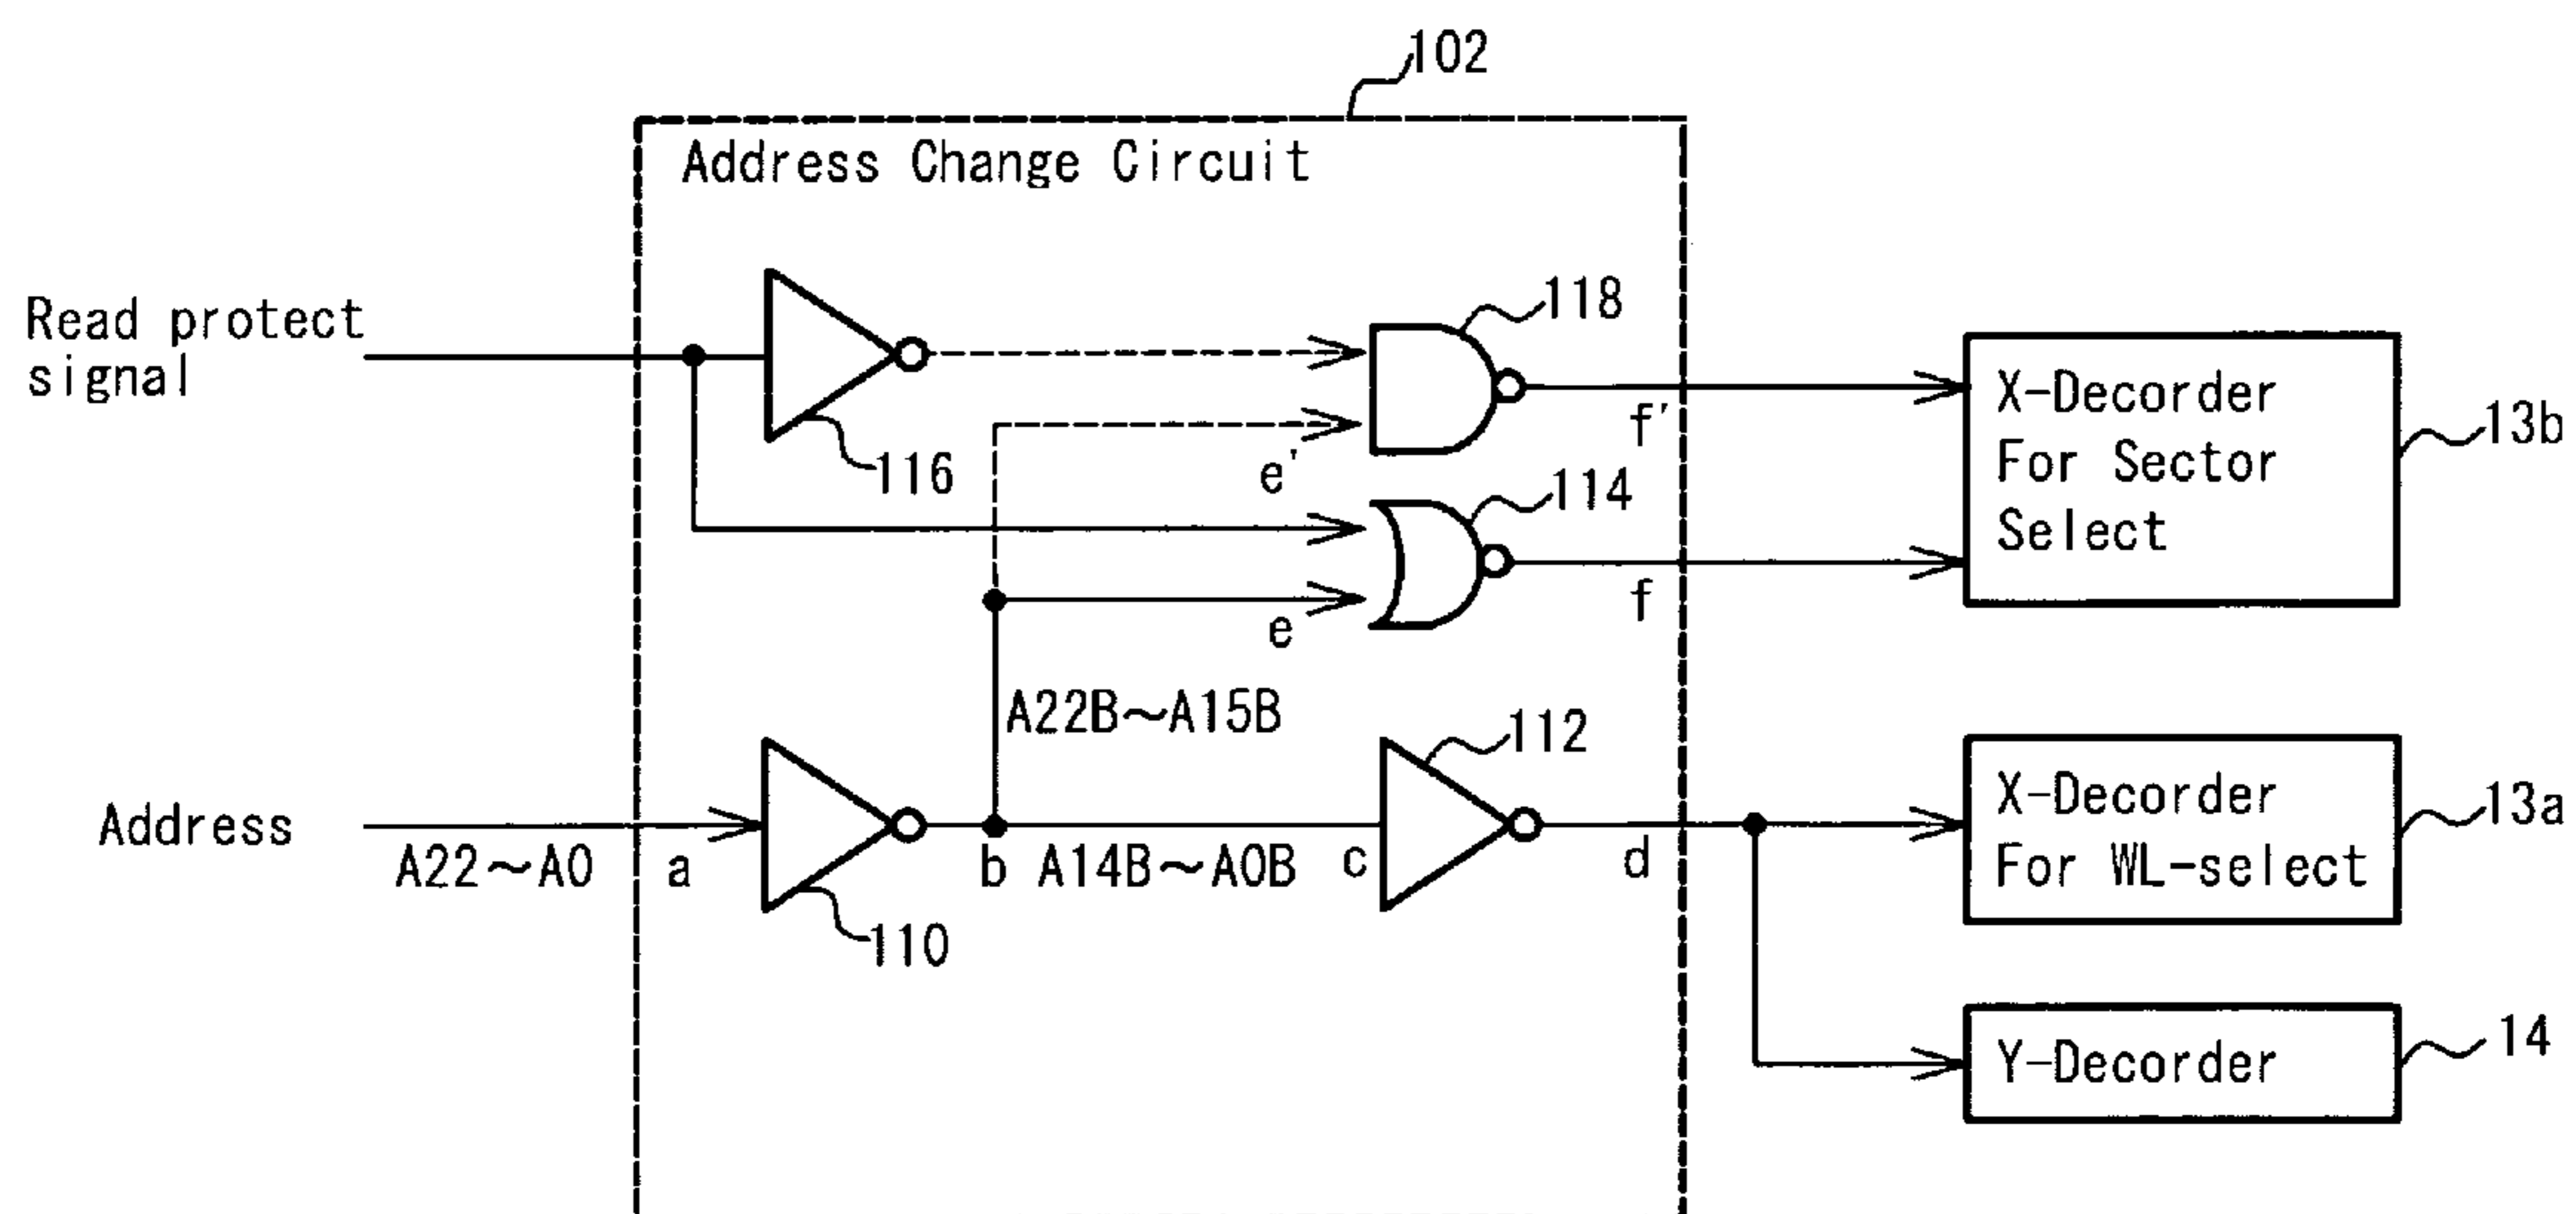 102
Address Change Circuit
Read protect
signal
116
118
e'
f'
X-Decorder
For Sector
Select
13b
114
e
f
A22B～A15B
Address
A22～A0
a
110
b
A14B～A0B
c
112
d
X-Decorder
For WL-select
13a
Y-Decorder
14